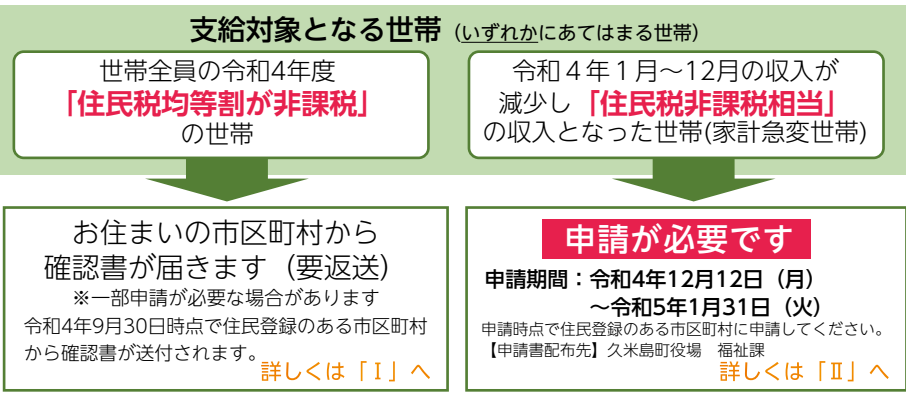 支給対象となる世帯（いずれかにあてはまる世帯）
世帯全員の令和4年度
「住民税均等割が非課税」
の世帯
令和４年１月～12月の収入が
減少し「住民税非課税相当」
の収入となった世帯(家計急変世帯)
お住まいの市区町村から
確認書が届きます（要返送）
※一部申請が必要な場合があります
令和4年9月30日時点で住民登録のある市区町村
から確認書が送付されます。
詳しくは「Ⅰ」へ
申請が必要です
申請期間：令和4年12月12日（月）
～令和5年1月31日（火）
申請時点で住民登録のある市区町村に申請してください。
【申請書配布先】久米島町役場　福祉課
詳しくは「Ⅱ」へ